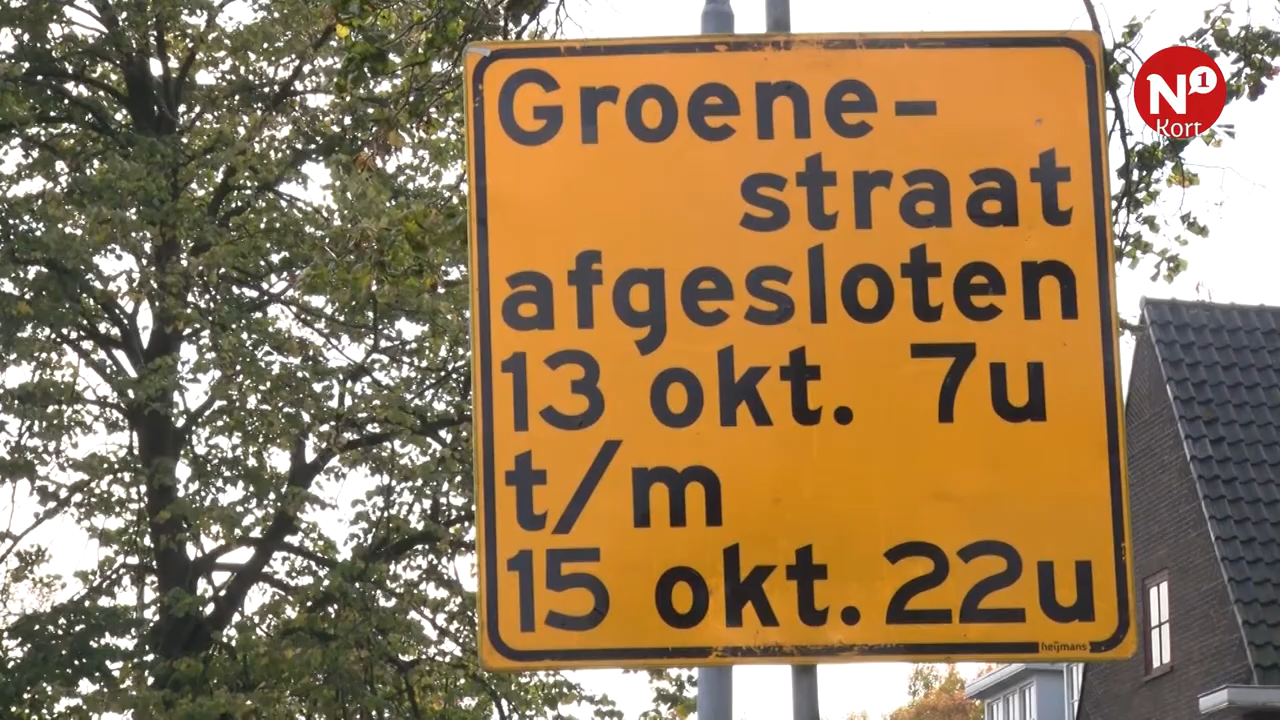 Groene-
straat
afgesloten
13 okt. 7u
t/m
15 okt. 22u
heijmans
N1
Kort